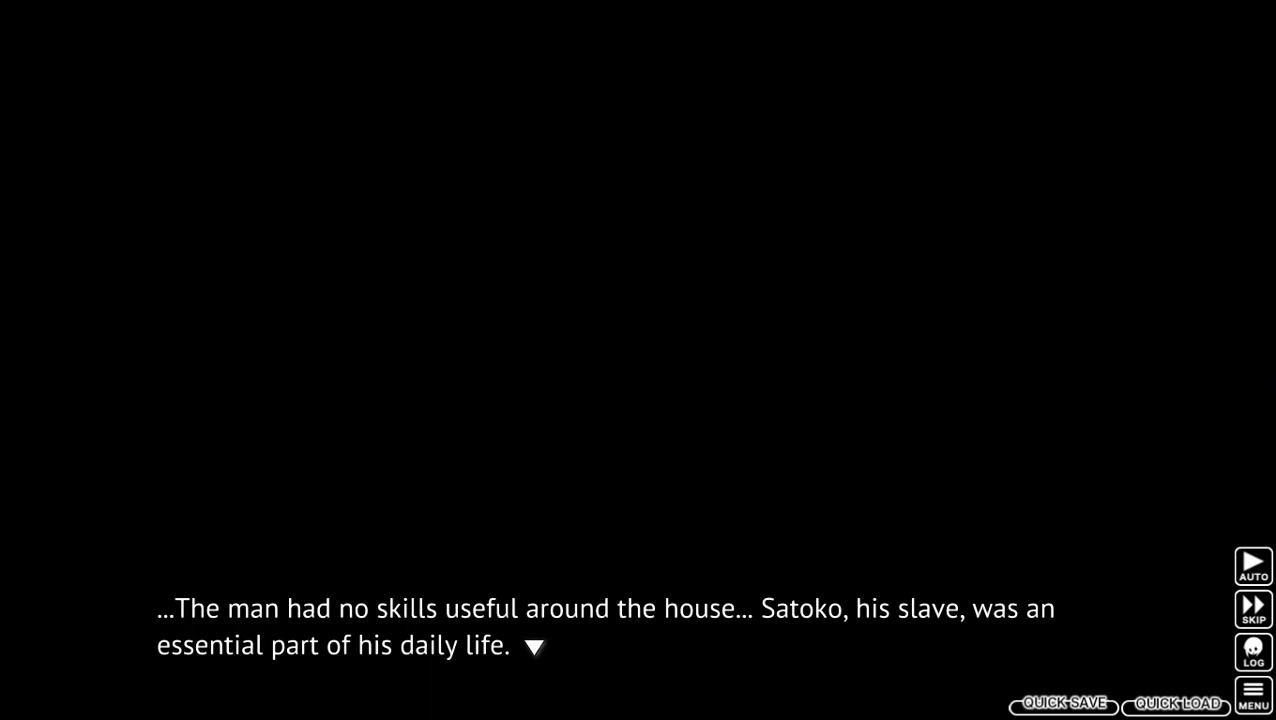 ...The man had no skills useful around the house... Satoko, his slave, was an
essential part of his daily life.
AUTO
SKIP
LOG
MENU
QUICK SAVE QUICK LOAD